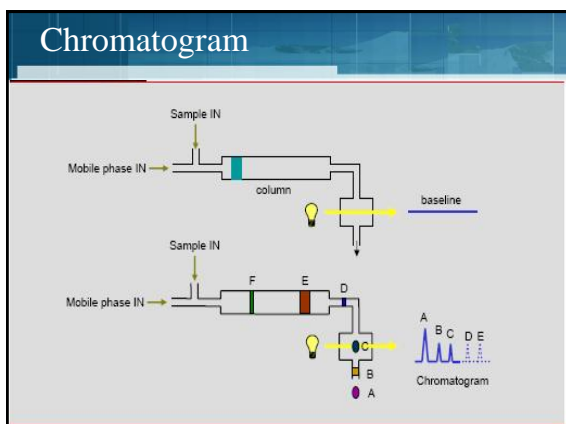 Chromatogram
Sample IN
Mobile phase IN
column
baseline
Sample IN
Mobile phase IN
F
E
D
C
B
A
A
B
C
D
E
Chromatogram